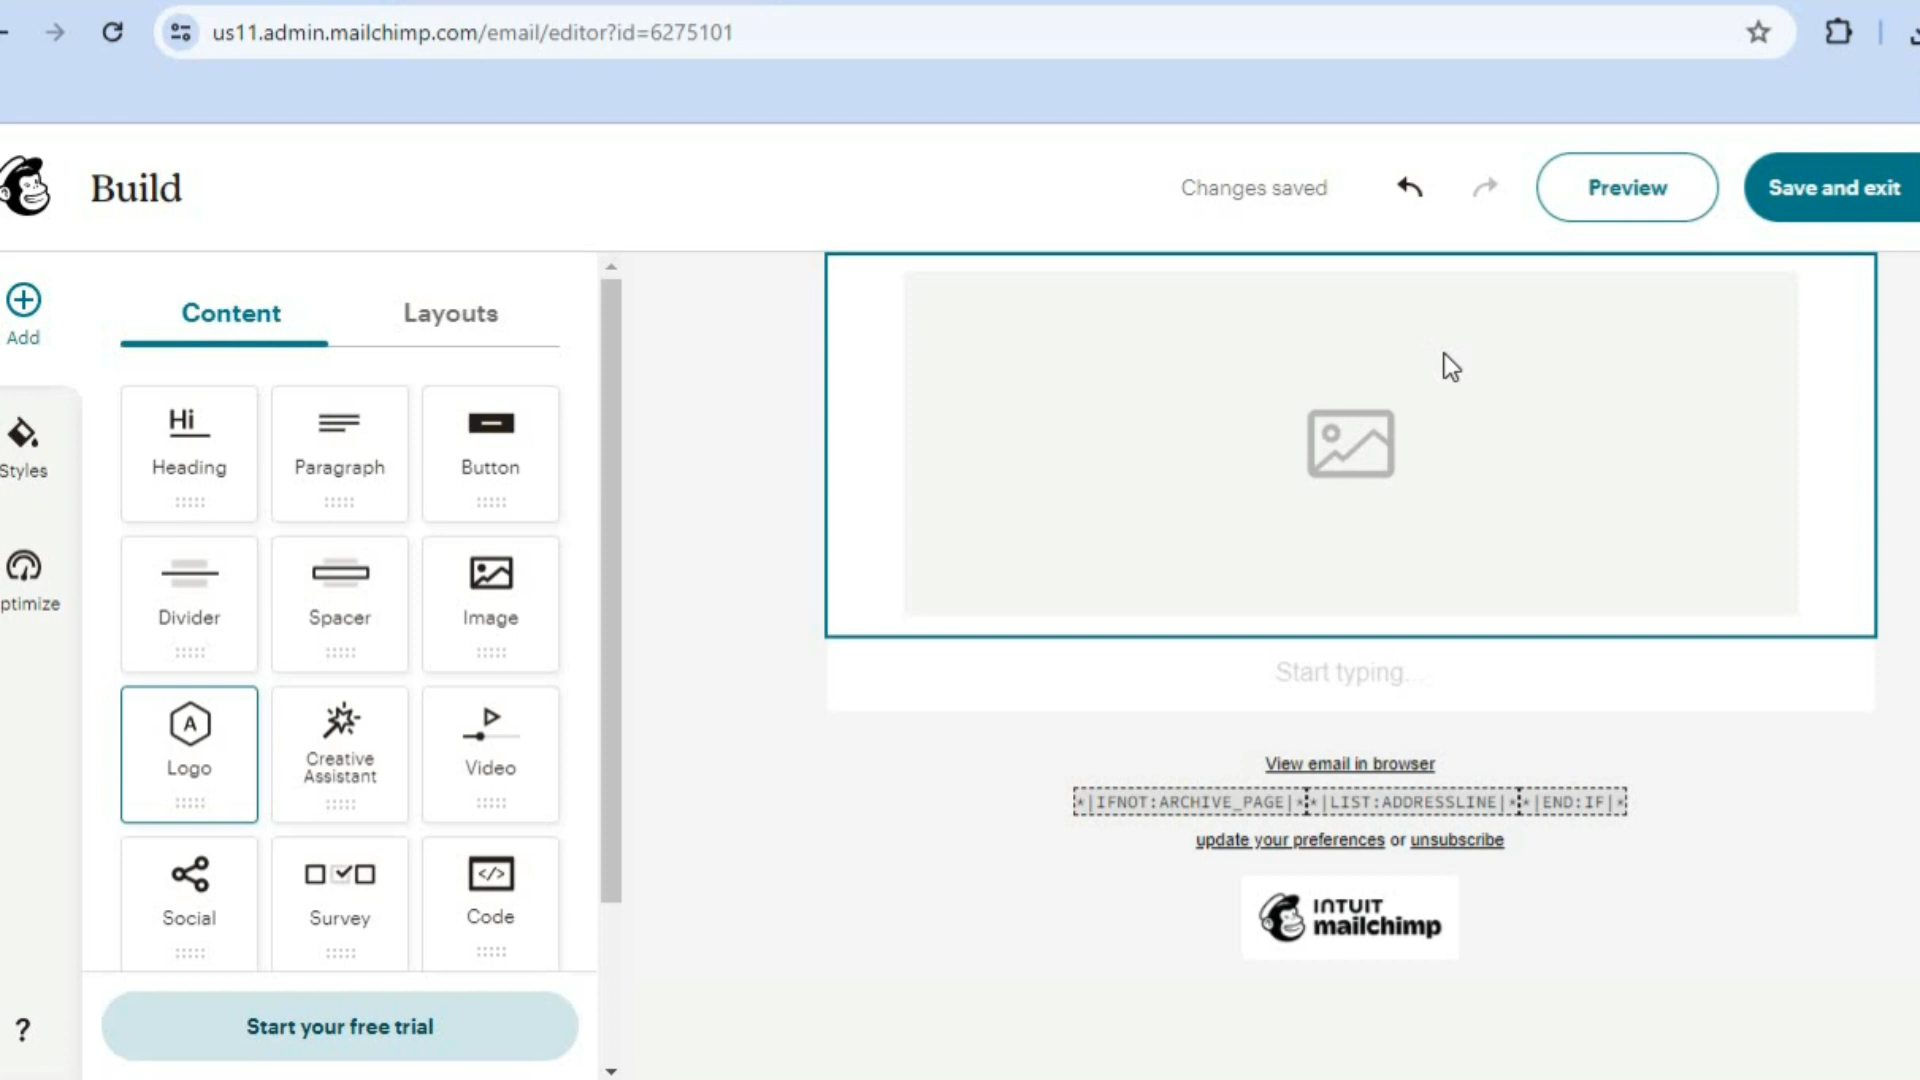 us11.admin.mailchimp.com/email/editor?id=6275101
Build
Changes saved
Preview
Save and exit
Add
Styles
ptimize
Content
Layouts
Hi
Heading
Paragraph
Button
Divider
Spacer
Image
A
Logo
Creative
Assistant
Video
Social
Survey
</>
Code
Start your free trial
?
Start typing...
View email in browser
*|IFNOT:ARCHIVE_PAGE|**|LIST:ADDRESSLINE|**|END:IF|*
update your preferences or unsubscribe
INTUIT
mailchimp